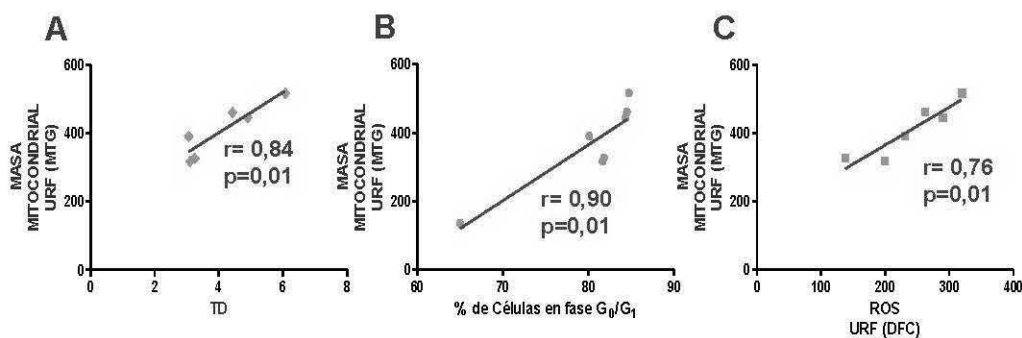 A
MASA
MITOCONDRIAL
URF (MTG)
600
400
200
0
r= 0,84
p=0,01
0 2 4 6 8
TD
B
MASA
MITOCONDRIAL
URF (MTG)
600
400
200
0
r= 0,90
p=0,01
60 70 80 90
% de Células en fase G0/G1
C
MASA
MITOCONDRIAL
URF (MTG)
600
400
200
0
r= 0,76
p=0,01
0 100 200 300 400
ROS
URF (DFC)